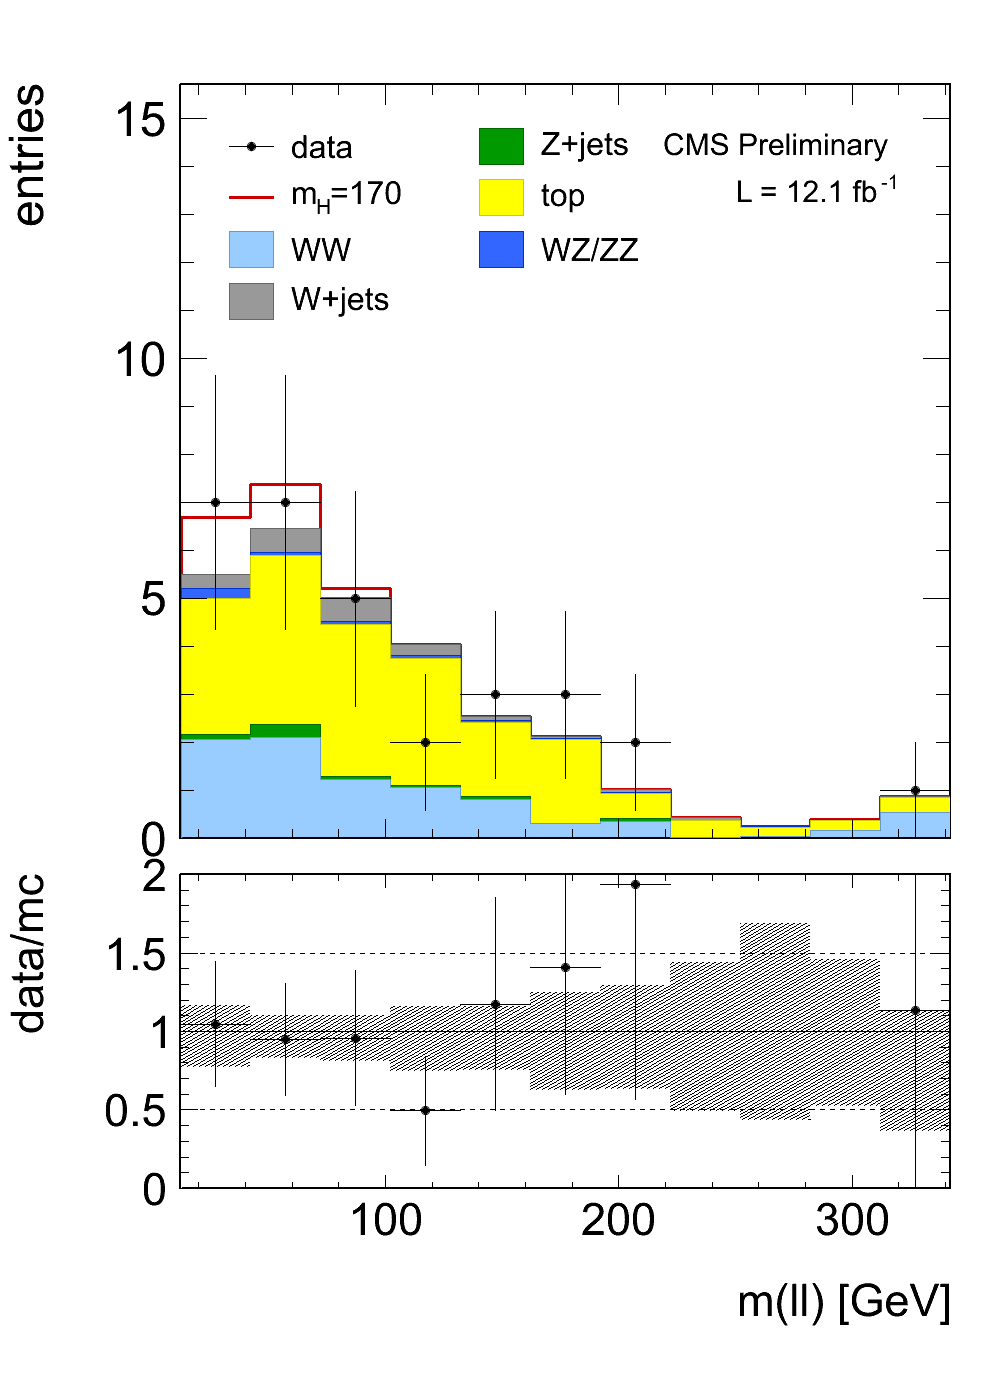 entries
15
10
5
0
data
m_H=170
WW
W+jets
Z+jets
top
WZ/ZZ
CMS Preliminary
L = 12.1 fb⁻¹
data/mc
2
1.5
1
0.5
0
100 200 300
m(ll) [GeV]